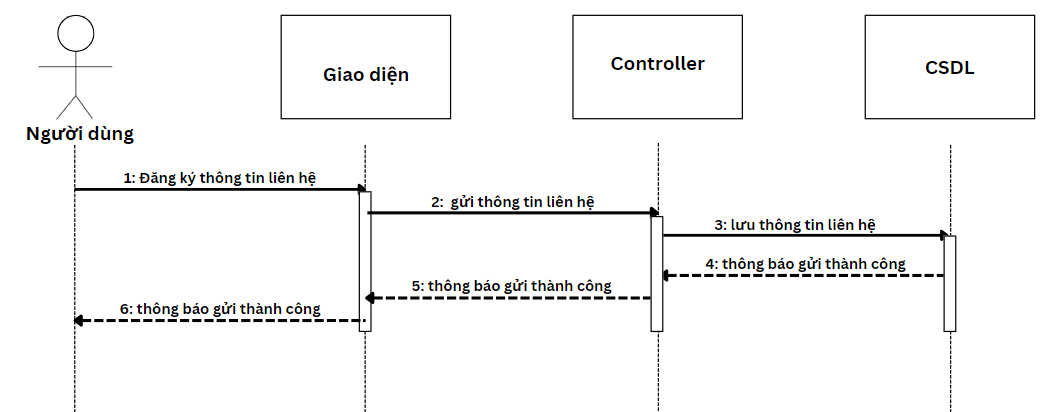 Giao diện
Controller
CSDL
Người dùng
1: Đăng ký thông tin liên hệ
2: gửi thông tin liên hệ
3: lưu thông tin liên hệ
4: thông báo gửi thành công
5: thông báo gửi thành công
6: thông báo gửi thành công